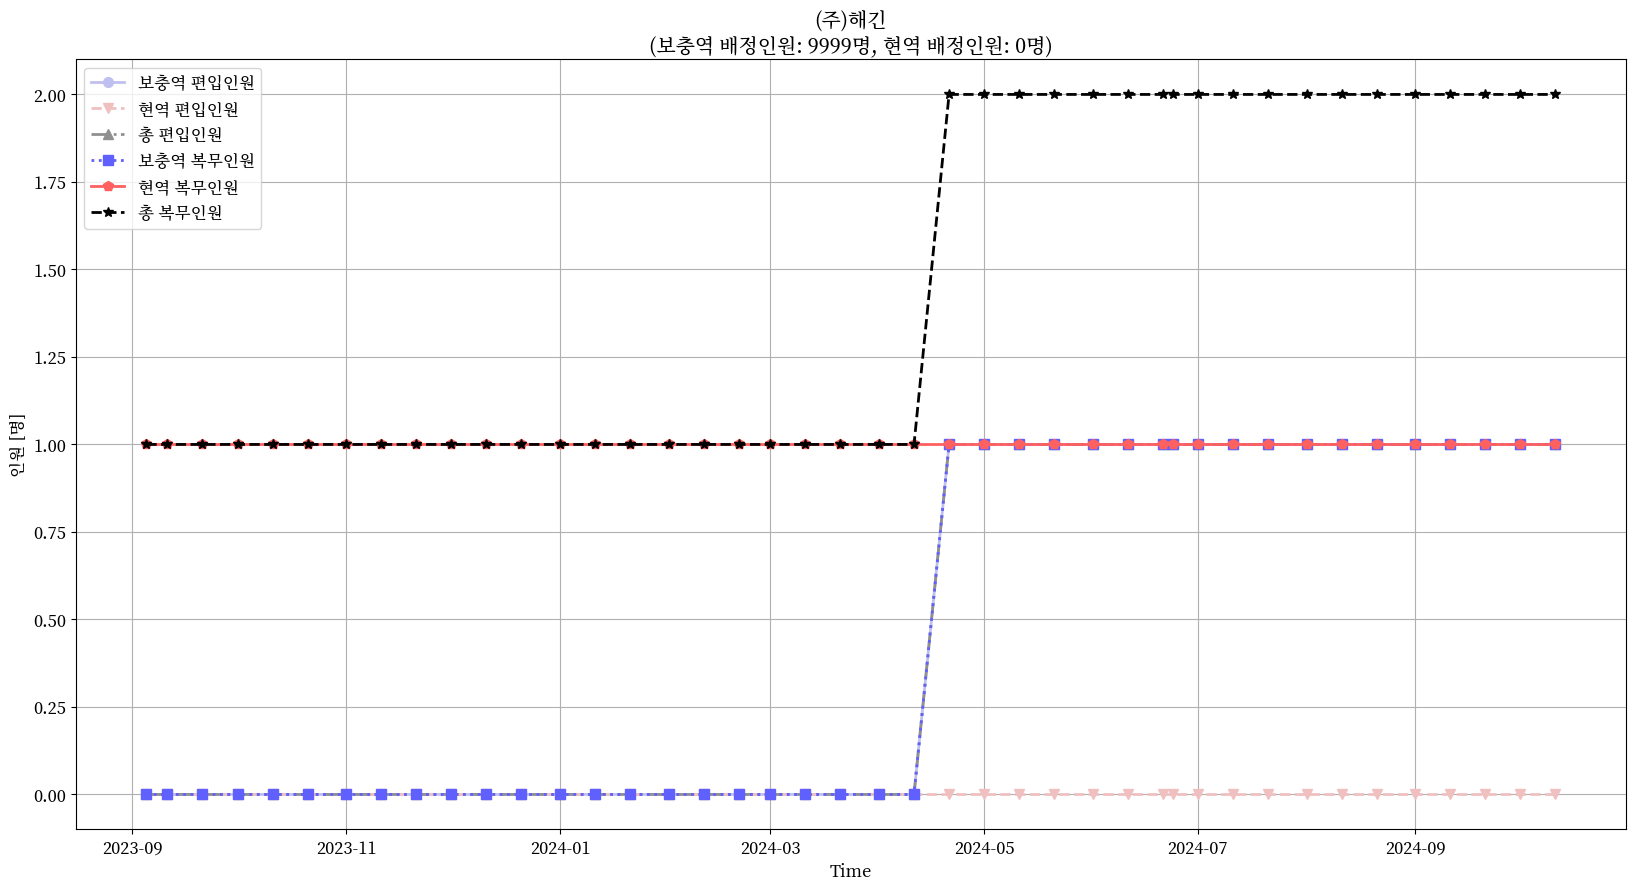 (주)해긴
(보충역 배정인원: 9999명, 현역 배정인원: 0명)
보충역 편입인원
현역 편입인원
총 편입인원
보충역 복무인원
현역 복무인원
총 복무인원
인원 [명]
2.00
1.75
1.50
1.25
1.00
0.75
0.50
0.25
0.00
2023-09
2023-11
2024-01
2024-03
2024-05
2024-07
2024-09
Time